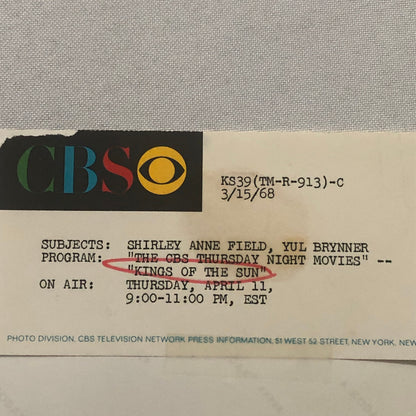 CBS
KS39(TM-R-913)-C
3/15/68
SUBJECTS: SHIRLEY ANNE FIELD, YUL BRYNNER
PROGRAM: "THE CBS THURSDAY NIGHT MOVIES" --
"KINGS OF THE SUN"
ON AIR: THURSDAY, APRIL 11,
9:00-11:00 PM, EST
PHOTO DIVISION, CBS TELEVISION NETWORK PRESS INFORMATION, 51 WEST 52 STREET, NEW YORK, NEW